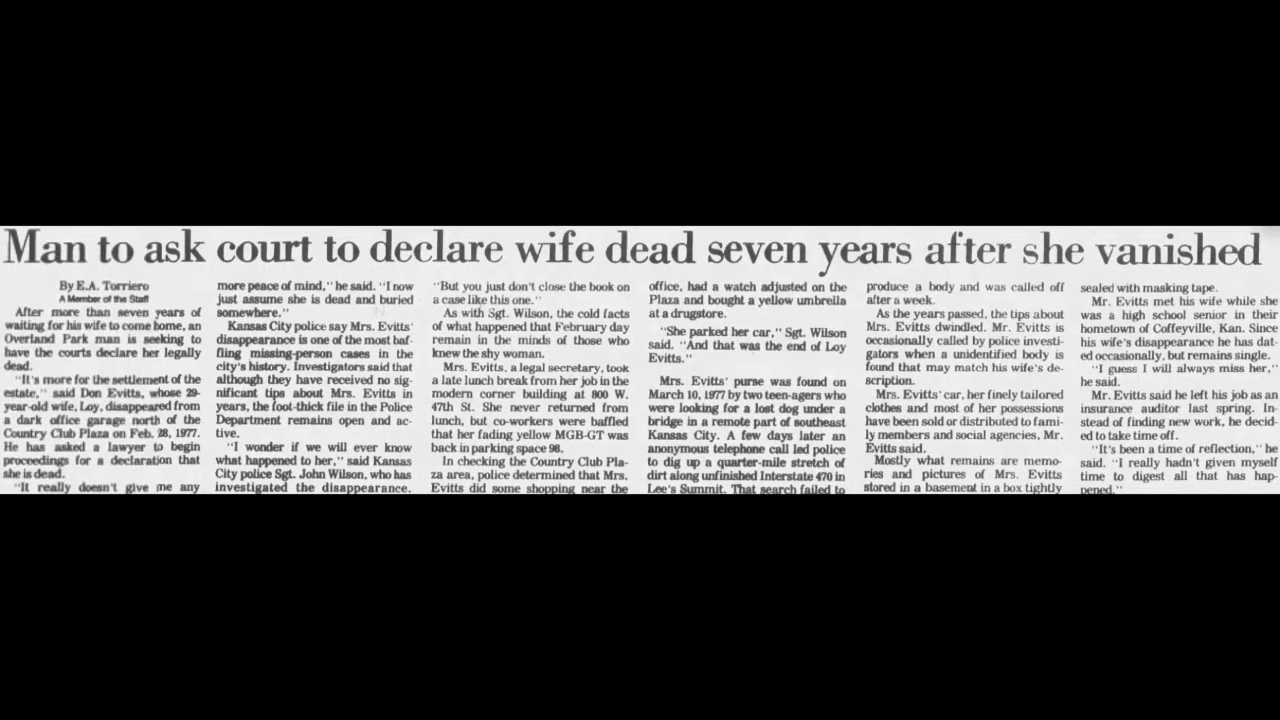 Man to ask court to declare wife dead seven years after she vanished
By E.A. Torriero
A Member of the Staff
After more than seven years of
waiting for his wife to come home, an
Overland Park man is seeking to
have the courts declare her legally
dead.
"It's more for the settlement of the
estate," said Don Evitts, whose 29-
year-old wife, Loy, disappeared from
a dark office garage north of the
Country Club Plaza on Feb. 28, 1977.
He has asked a lawyer to begin
proceedings for a declaration that
she is dead.
"It really doesn't give me any
more peace of mind," he said. "I now
just assume she is dead and buried
somewhere."
Kansas City police say Mrs. Evitts'
disappearance is one of the most baf-
fling missing-person cases in the
city's history. Investigators said that
although they have received no sig-
nificant tips about Mrs. Evitts in
years, the foot-thick file in the Police
Department remains open and ac-
tive.
"I wonder if we will ever know
what happened to her," said Kansas
City police Sgt. John Wilson, who has
investigated the disappearance.
"But you just don't close the book on
a case like this one."
As with Sgt. Wilson, the cold facts
of what happened that February day
remain in the minds of those who
knew the shy woman.
Mrs. Evitts, a legal secretary, took
a late lunch break from her job in the
modern corner building at 800 W.
47th St. She never returned from
lunch, but co-workers were baffled
that her fading yellow MGB-GT was
back in parking space 98.
In checking the Country Club Pla-
za area, police determined that Mrs.
Evitts did some shopping near the
office, had a watch adjusted on the
Plaza and bought a yellow umbrella
at a drugstore.
"She parked her car," Sgt. Wilson
said. "And that was the end of Loy
Evitts."
Mrs. Evitts' purse was found on
March 10, 1977 by two teen-agers who
were looking for a lost dog under a
bridge in a remote part of southeast
Kansas City. A few days later an
anonymous telephone call led police
to dig up a quarter-mile stretch of
dirt along unfinished Interstate 470 in
Lee's Summit. That search failed to
produce a body and was called off
after a week.
As the years passed, the tips about
Mrs. Evitts dwindled. Mr. Evitts is
occasionally called by police investi-
gators when a unidentified body is
found that may match his wife's de-
scription.
Mrs. Evitts' car, her finely tailored
clothes and most of her possessions
have been sold or distributed to fami-
ly members and social agencies, Mr.
Evitts said.
Mostly what remains are memo-
ries and pictures of Mrs. Evitts
stored in a basement in a box tightly
sealed with masking tape.
Mr. Evitts met his wife while she
was a high school senior in their
hometown of Coffeyville, Kan. Since
his wife's disappearance he has dat-
ed occasionally, but remains single.
"I guess I will always miss her,"
he said.
Mr. Evitts said he left his job as an
insurance auditor last spring. In-
stead of finding new work, he decid-
ed to take time off.
"It's been a time of reflection," he
said. "I really hadn't given myself
time to digest all that has hap-
pened."